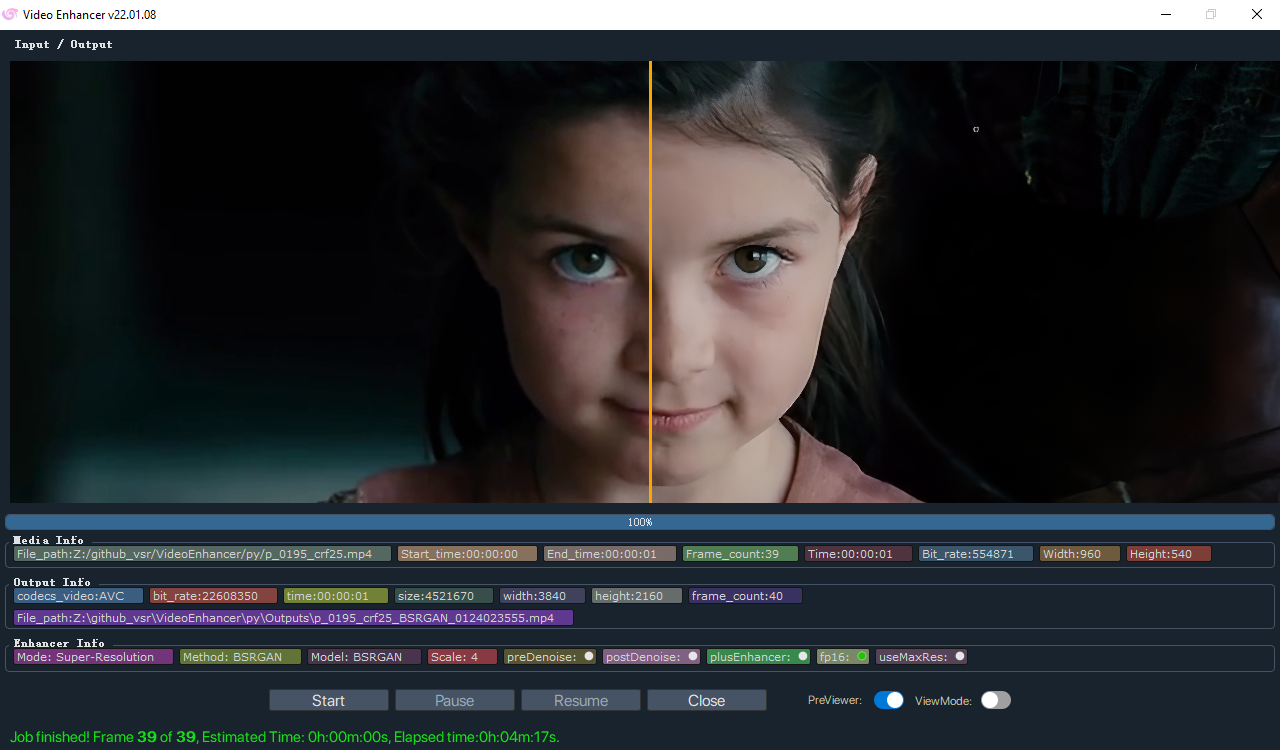 Video Enhancer v22.01.08
Input / Output
100%
Media Info
File_path:Z:/github_vsr/VideoEnhancer/py/p_0195_crf25.mp4 Start_time:00:00:00 End_time:00:00:01 Frame_count:39 Time:00:00:01 Bit_rate:554871 Width:960 Height:540
Output Info
codecs_video:AVC bit_rate:22608350 time:00:00:01 size:4521670 width:3840 height:2160 frame_count:40
File_path:Z:\github_vsr\VideoEnhancer\py\Outputs\p_0195_crf25_BSRGAN_0124023555.mp4
Enhancer Info
Mode: Super-Resolution Method: BSRGAN Model: BSRGAN Scale: 4 preDenoise: postDenoise: plusEnhancer: fp16: useMaxRes:
Start Pause Resume Close PreViewer: ViewMode:
Job finished! Frame 39 of 39, Estimated Time: 0h:00m:00s, Elapsed time:0h:04m:17s.